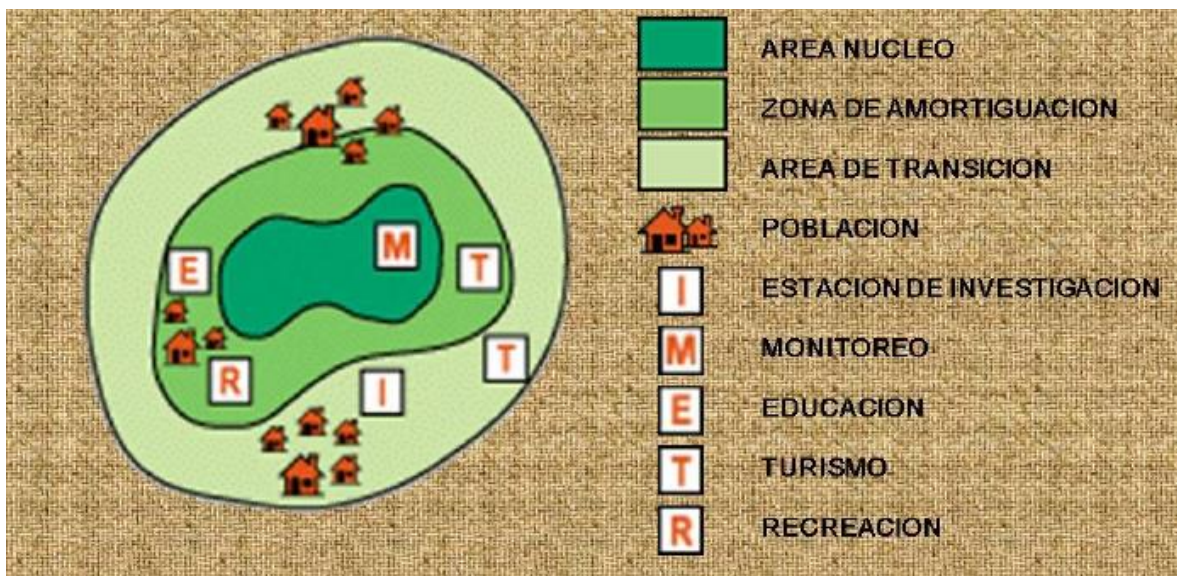 AREA NUCLEO
ZONA DE AMORTIGUACION
AREA DE TRANSICION
POBLACION
I ESTACION DE INVESTIGACION
M MONITOREO
E EDUCACION
T TURISMO
R RECREACION
M
E
T
T
R
I